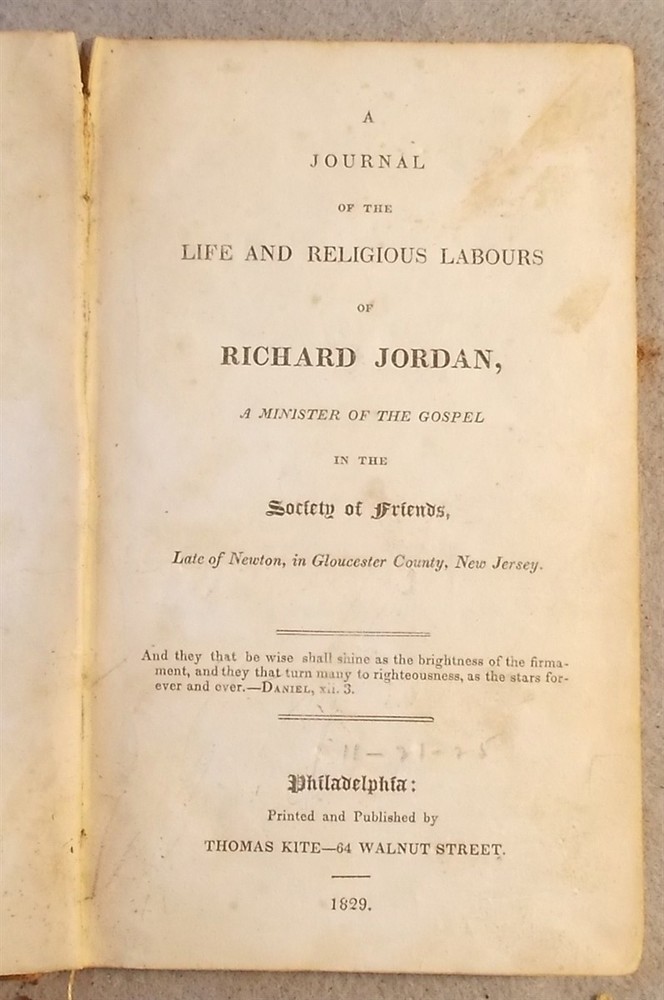 A
JOURNAL
OF THE
LIFE AND RELIGIOUS LABOURS
OF
RICHARD JORDAN,
A MINISTER OF THE GOSPEL
IN THE
Society of Friends,
Late of Newton, in Gloucester County, New Jersey.
And they that be wise shall shine as the brightness of the firma-
ment, and they that turn many to righteousness, as the stars for-
ever and ever.—DANIEL, xii. 3.
Philadelphia:
Printed and Published by
THOMAS KITE—64 WALNUT STREET.
1829.